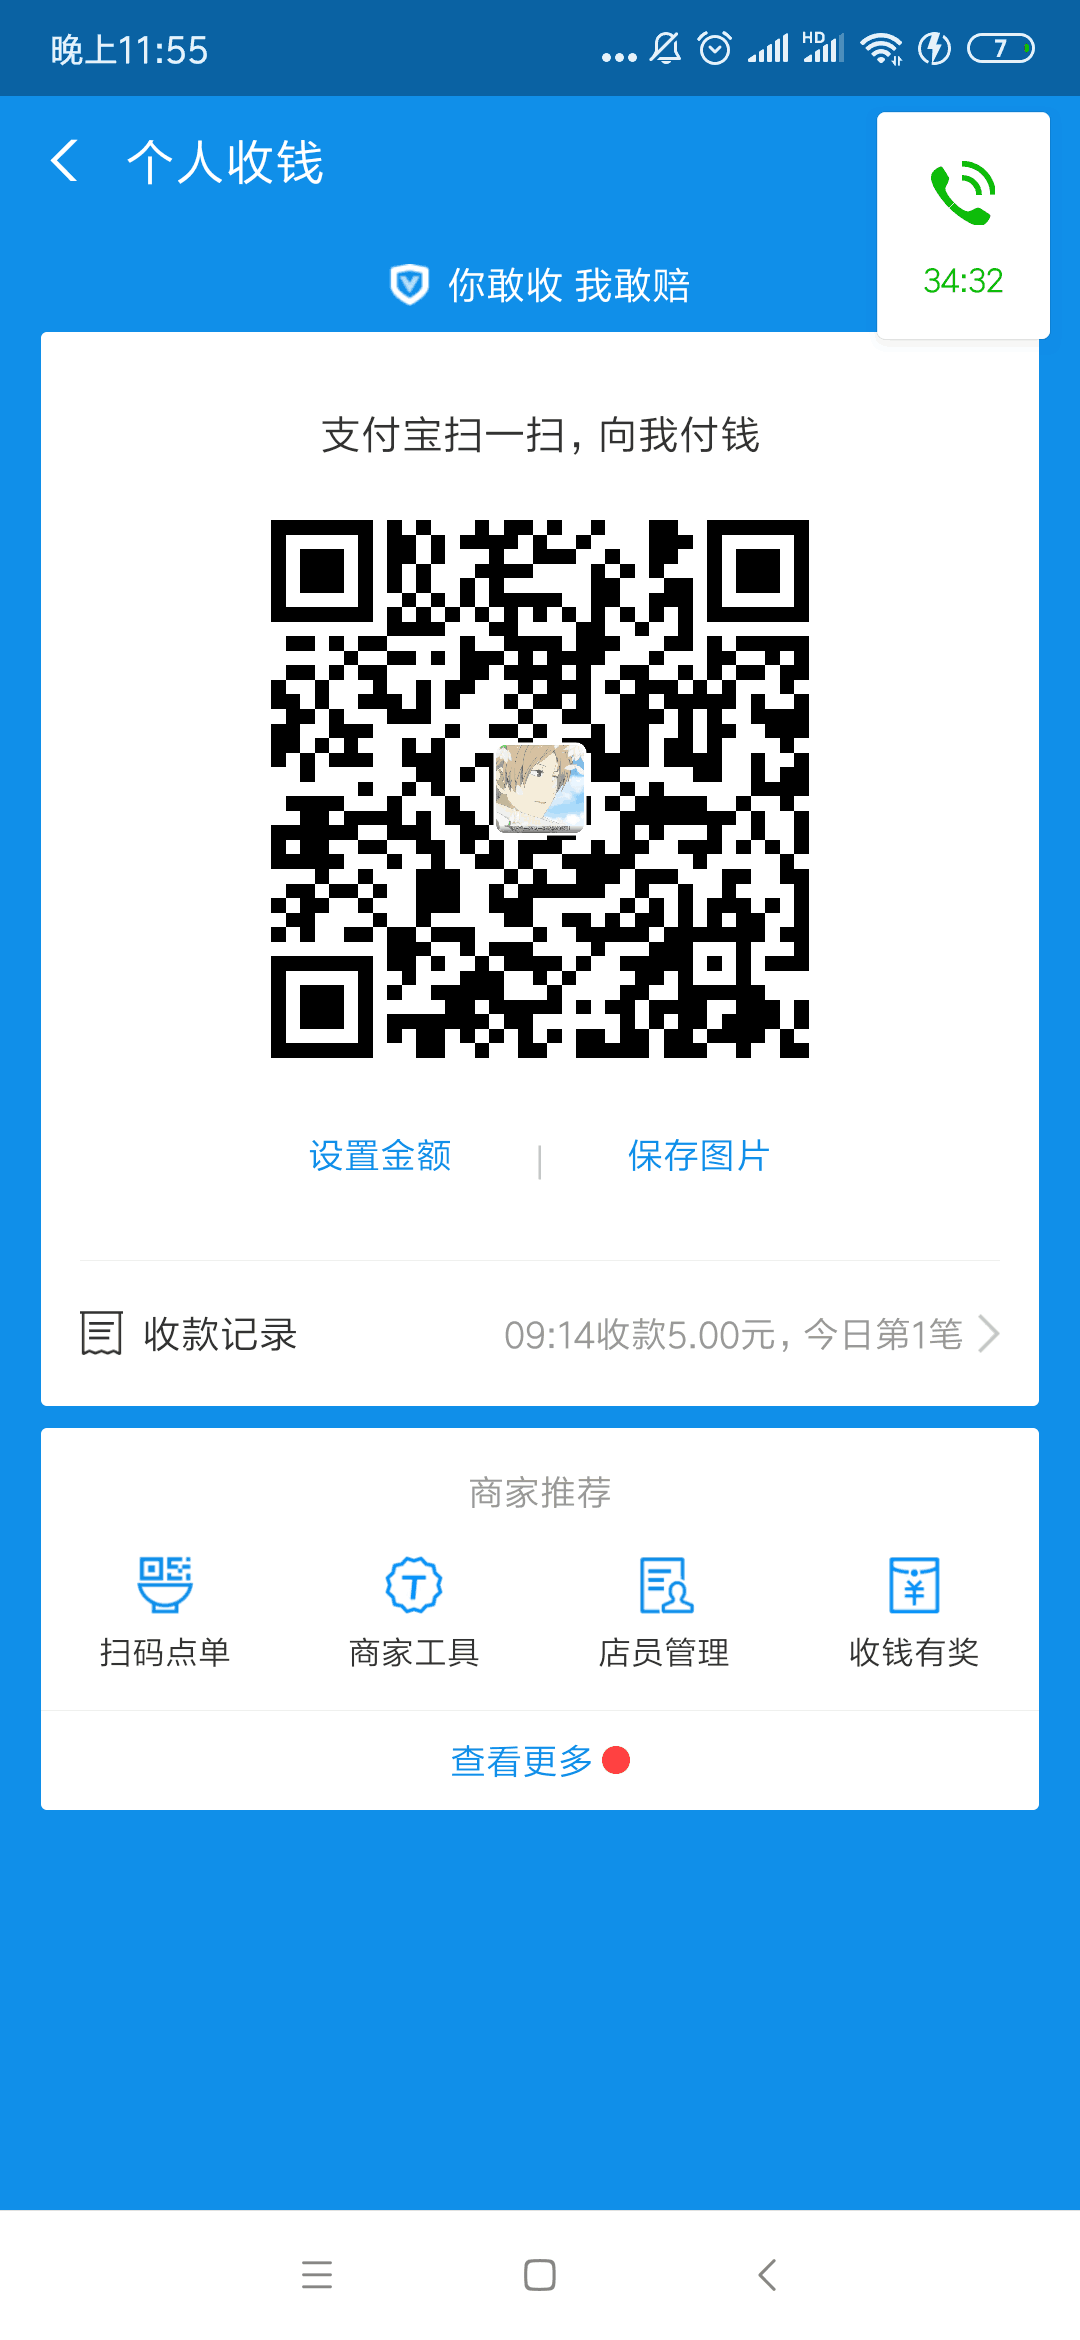 晚上11:55
HD
7
个人收钱
34:32
你敢收 我敢赔
支付宝扫一扫，向我付钱
设置金额 | 保存图片
收款记录 09:14收款5.00元，今日第1笔
商家推荐
扫码点单 商家工具 店员管理 收钱有奖
查看更多